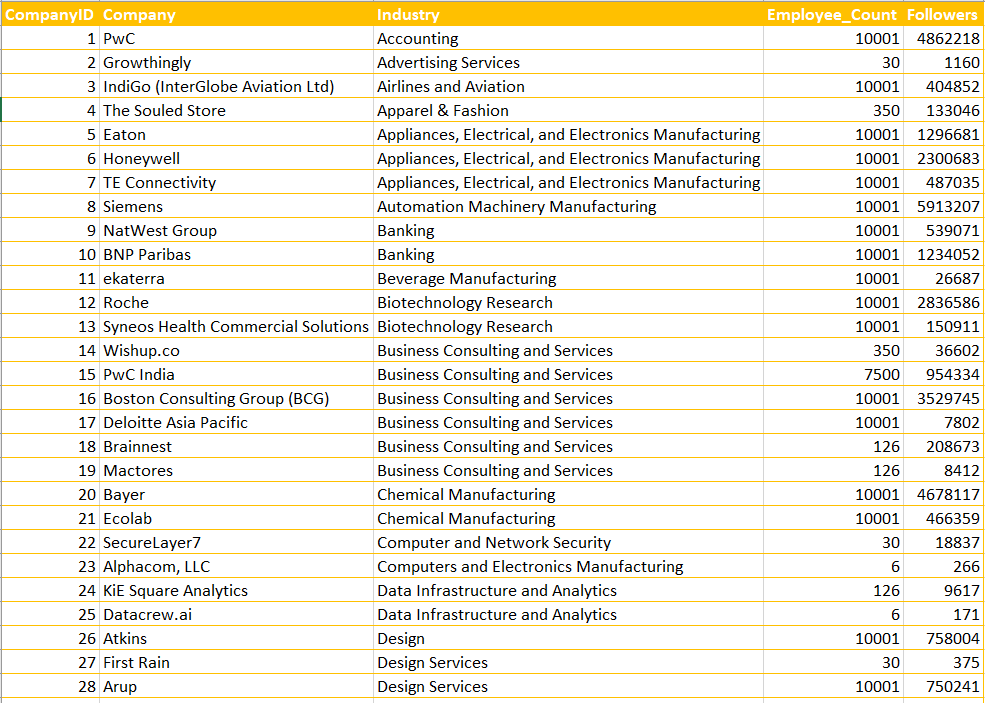 CompanyID Company Industry Employee_Count Followers
1 PwC Accounting 10001 4862218
2 Growthingly Advertising Services 30 1160
3 IndiGo (InterGlobe Aviation Ltd) Airlines and Aviation 10001 404852
4 The Souled Store Apparel & Fashion 350 133046
5 Eaton Appliances, Electrical, and Electronics Manufacturing 10001 1296681
6 Honeywell Appliances, Electrical, and Electronics Manufacturing 10001 2300683
7 TE Connectivity Appliances, Electrical, and Electronics Manufacturing 10001 487035
8 Siemens Automation Machinery Manufacturing 10001 5913207
9 NatWest Group Banking 10001 539071
10 BNP Paribas Banking 10001 1234052
11 ekaterra Beverage Manufacturing 10001 26687
12 Roche Biotechnology Research 10001 2836586
13 Syneos Health Commercial Solutions Biotechnology Research 10001 150911
14 Wishup.co Business Consulting and Services 350 36602
15 PwC India Business Consulting and Services 7500 954334
16 Boston Consulting Group (BCG) Business Consulting and Services 10001 3529745
17 Deloitte Asia Pacific Business Consulting and Services 10001 7802
18 Brainnest Business Consulting and Services 126 208673
19 Mactores Business Consulting and Services 126 8412
20 Bayer Chemical Manufacturing 10001 4678117
21 Ecolab Chemical Manufacturing 10001 466359
22 SecureLayer7 Computer and Network Security 30 18837
23 Alphacom, LLC Computers and Electronics Manufacturing 6 266
24 KiE Square Analytics Data Infrastructure and Analytics 126 9617
25 Datacrew.ai Data Infrastructure and Analytics 6 171
26 Atkins Design 10001 758004
27 First Rain Design Services 30 375
28 Arup Design Services 10001 750241